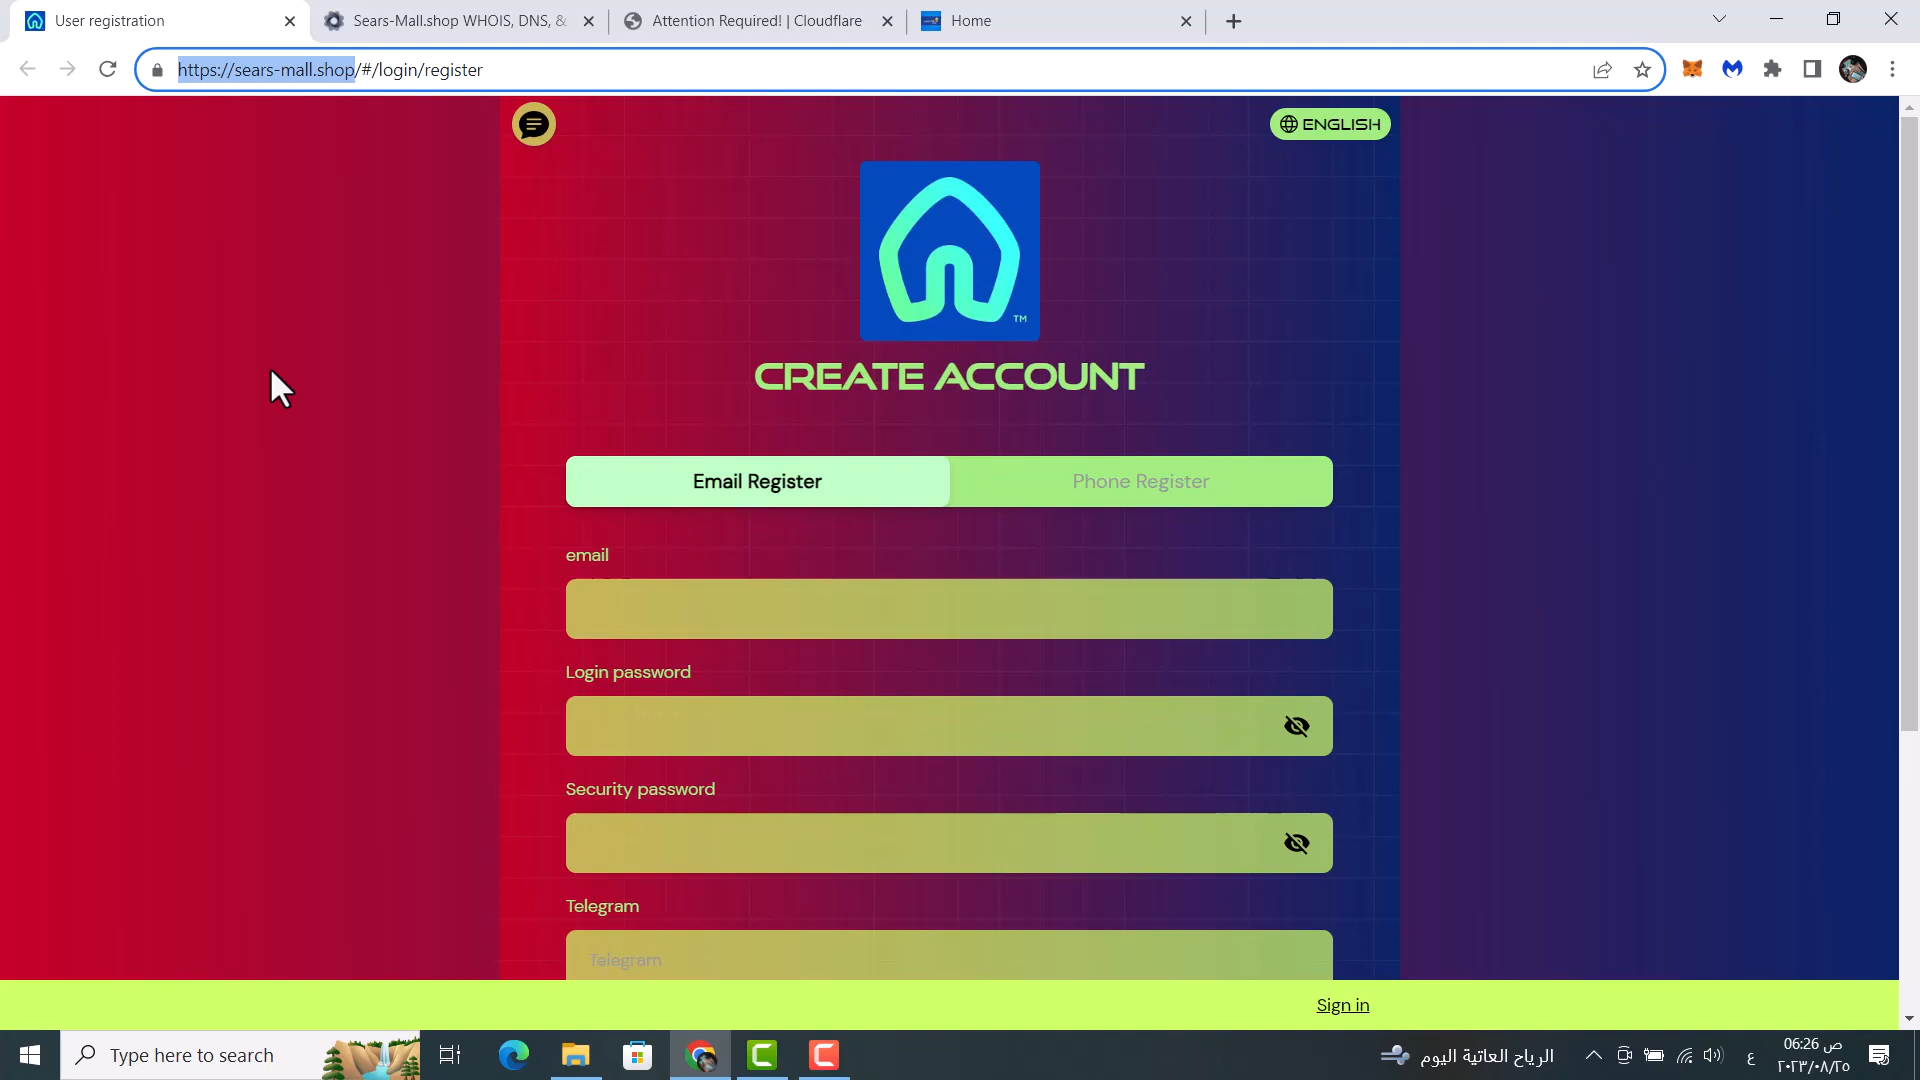 User registration
Sears-Mall.shop WHOIS, DNS, &
Attention Required! | Cloudflare
Home
https://sears-mall.shop/#/login/register
ENGLISH
TM
CREATE ACCOUNT
Email Register
Phone Register
email
Login password
Security password
Telegram
Telegram
Sign in
Type here to search
الرياح العاتية اليوم
ع
06:26 ص
٢٠٢٣/٠٨/٢٥